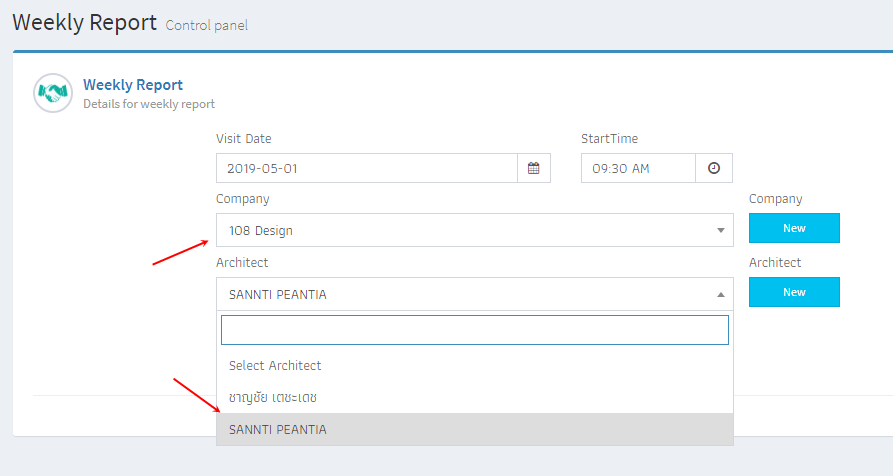 Weekly Report Control panel
Weekly Report
Details for weekly report
Visit Date StartTime
2019-05-01 09:30 AM
Company Company
108 Design New
Architect Architect
SANNTI PEANTIA New
Select Architect
ชาญชัย เตชะเดช
SANNTI PEANTIA